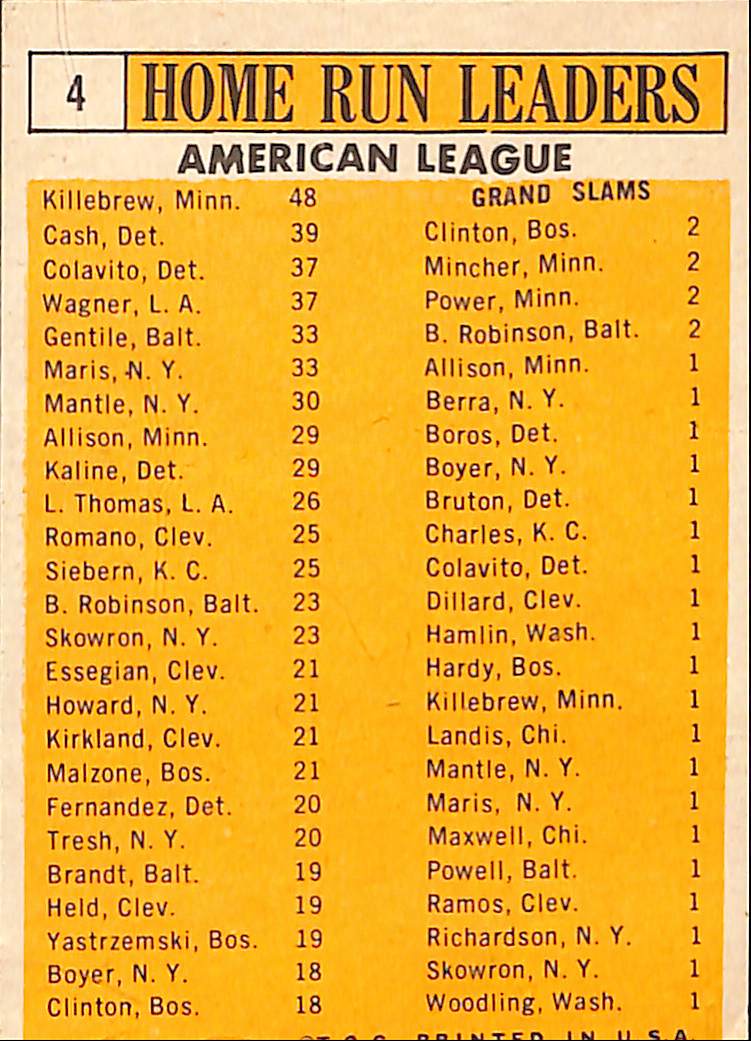 4 HOME RUN LEADERS
AMERICAN LEAGUE
Killebrew, Minn. 48
Cash, Det. 39
Colavito, Det. 37
Wagner, L. A. 37
Gentile, Balt. 33
Maris, N. Y. 33
Mantle, N. Y. 30
Allison, Minn. 29
Kaline, Det. 29
L. Thomas, L. A. 26
Romano, Clev. 25
Siebern, K. C. 25
B. Robinson, Balt. 23
Skowron, N. Y. 23
Essegian, Clev. 21
Howard, N. Y. 21
Kirkland, Clev. 21
Malzone, Bos. 21
Fernandez, Det. 20
Tresh, N. Y. 20
Brandt, Balt. 19
Held, Clev. 19
Yastrzemski, Bos. 19
Boyer, N. Y. 18
Clinton, Bos. 18
GRAND SLAMS
Clinton, Bos. 2
Mincher, Minn. 2
Power, Minn. 2
B. Robinson, Balt. 2
Allison, Minn. 1
Berra, N. Y. 1
Boros, Det. 1
Boyer, N. Y. 1
Bruton, Det. 1
Charles, K. C. 1
Colavito, Det. 1
Dillard, Clev. 1
Hamlin, Wash. 1
Hardy, Bos. 1
Killebrew, Minn. 1
Landis, Chi. 1
Mantle, N. Y. 1
Maris, N. Y. 1
Maxwell, Chi. 1
Powell, Balt. 1
Ramos, Clev. 1
Richardson, N. Y. 1
Skowron, N. Y. 1
Woodling, Wash. 1
©T.C.G. PRINTED IN U.S.A.